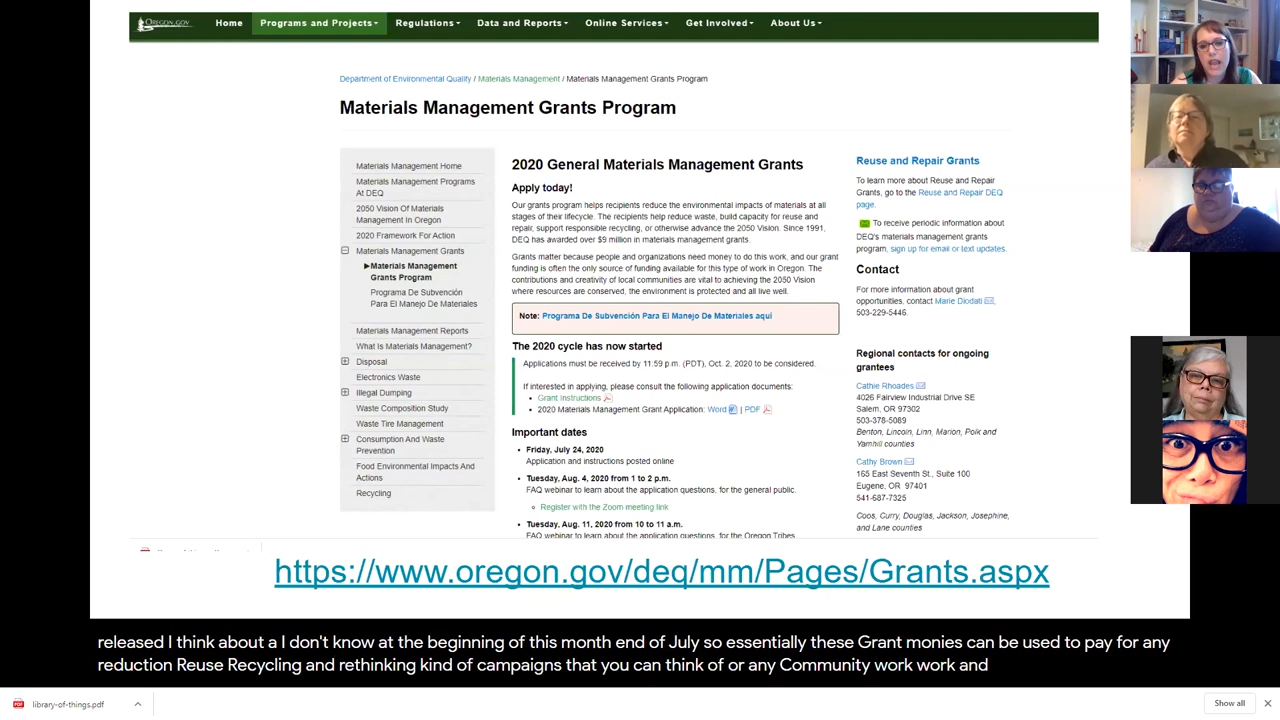 OREGON.GOV
Home Programs and Projects Regulations Data and Reports Online Services Get Involved About Us
Department of Environmental Quality / Materials Management / Materials Management Grants Program
Materials Management Grants Program
Materials Management Home
Materials Management Programs
At DEQ
2050 Vision Of Materials
Management In Oregon
2020 Framework For Action
Materials Management Grants
Materials Management
Grants Program
Programa De Subvención
Para El Manejo De Materiales
Materials Management Reports
What Is Materials Management?
Disposal
Electronics Waste
Illegal Dumping
Waste Composition Study
Waste Tire Management
Consumption And Waste
Prevention
Food Environmental Impacts And
Actions
Recycling
2020 General Materials Management Grants
Apply today!
Our grants program helps recipients reduce the environmental impacts of materials at all
stages of their lifecycle. The recipients help reduce waste, build capacity for reuse and
repair, support responsible recycling, or otherwise advance the 2050 Vision. Since 1991,
DEQ has awarded over $9 million in materials management grants.
Grants matter because people and organizations need money to do this work, and our grant
funding is often the only source of funding available for this type of work in Oregon. The
contributions and creativity of local communities are vital to achieving the 2050 Vision
where resources are conserved, the environment is protected and all live well.
Note: Programa De Subvención Para El Manejo De Materiales aquí
The 2020 cycle has now started
Applications must be received by 11:59 p.m. (PDT), Oct. 2, 2020 to be considered.
If interested in applying, please consult the following application documents:
• Grant Instructions
• 2020 Materials Management Grant Application: Word | PDF
Important dates
• Friday, July 24, 2020
Application and instructions posted online
• Tuesday, Aug. 4, 2020 from 1 to 2 p.m.
FAQ webinar to learn about the application questions, for the general public.
Register with the Zoom meeting link
• Tuesday, Aug. 11, 2020 from 10 to 11 a.m.
FAQ webinar to learn about the application questions, for the Oregon Tribes
Reuse and Repair Grants
To learn more about Reuse and Repair
Grants, go to the Reuse and Repair DEQ
page.
To receive periodic information about
DEQ's materials management grants
program, sign up for email or text updates.
Contact
For more information about grant
opportunities, contact Marie Diodati,
503-229-5446.
Regional contacts for ongoing
grantees
Cathie Rhoades
4026 Fairview Industrial Drive SE
Salem, OR 97302
503-378-5089
Benton, Lincoln, Linn, Marion, Polk and
Yamhill counties
Cathy Brown
165 East Seventh St., Suite 100
Eugene, OR 97401
541-687-7325
Coos, Curry, Douglas, Jackson, Josephine,
and Lane counties
https://www.oregon.gov/deq/mm/Pages/Grants.aspx
released I think about a I don't know at the beginning of this month end of July so essentially these Grant monies can be used to pay for any
reduction Reuse Recycling and rethinking kind of campaigns that you can think of or any Community work work and
library-of-things.pdf
Show all